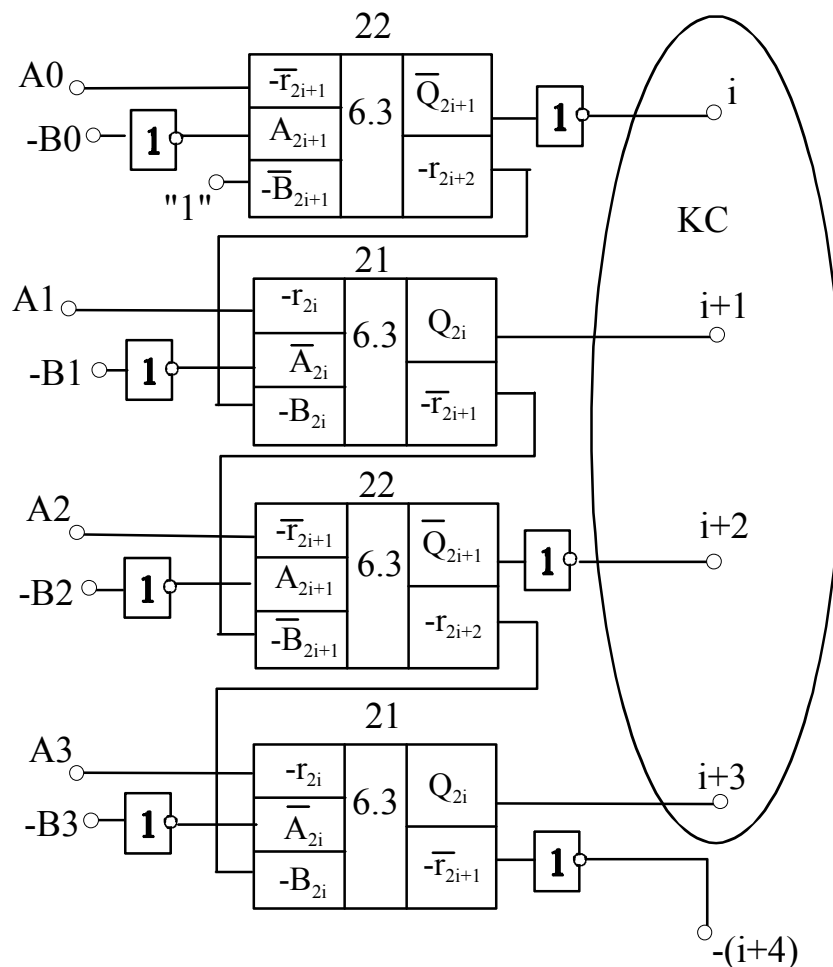 22
A0
-r̅₂ᵢ₊₁
6.3
Q̅₂ᵢ₊₁
1
i
-B0
1
A₂ᵢ₊₁
"1"
-B̅₂ᵢ₊₁
-r₂ᵢ₊₂
KC
21
A1
-r₂ᵢ
6.3
Q₂ᵢ
i+1
-B1
1
A̅₂ᵢ
-B₂ᵢ
-r̅₂ᵢ₊₁
22
A2
-r̅₂ᵢ₊₁
6.3
Q̅₂ᵢ₊₁
1
i+2
-B2
1
A₂ᵢ₊₁
-B̅₂ᵢ₊₁
-r₂ᵢ₊₂
21
A3
-r₂ᵢ
6.3
Q₂ᵢ
i+3
-B3
1
A̅₂ᵢ
-B₂ᵢ
-r̅₂ᵢ₊₁
1
-(i+4)